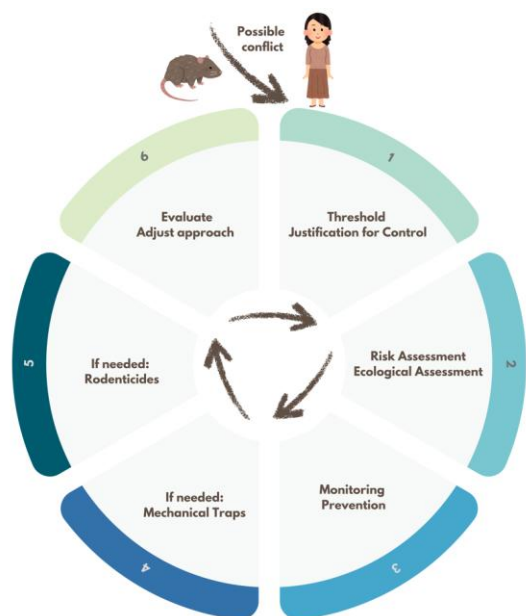 Possible
conflict
1
Threshold
Justification for Control
2
Risk Assessment
Ecological Assessment
3
Monitoring
Prevention
4
If needed:
Mechanical Traps
5
If needed:
Rodenticides
6
Evaluate
Adjust approach